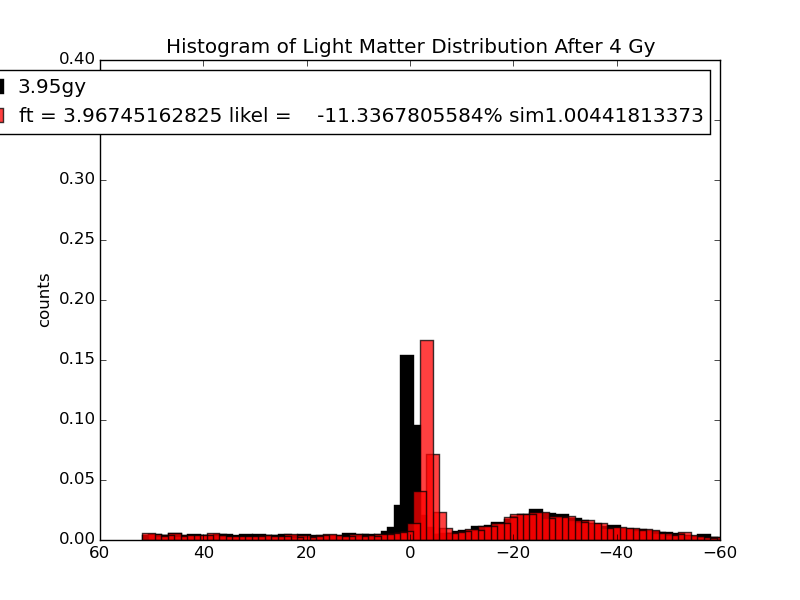 Histogram of Light Matter Distribution After 4 Gy
0.40
3.95gy
ft = 3.96745162825 likel = -11.3367805584% sim1.00441813373
0.30
0.25
0.20
0.15
0.10
0.05
0.00
counts
60 40 20 0 −20 −40 −60